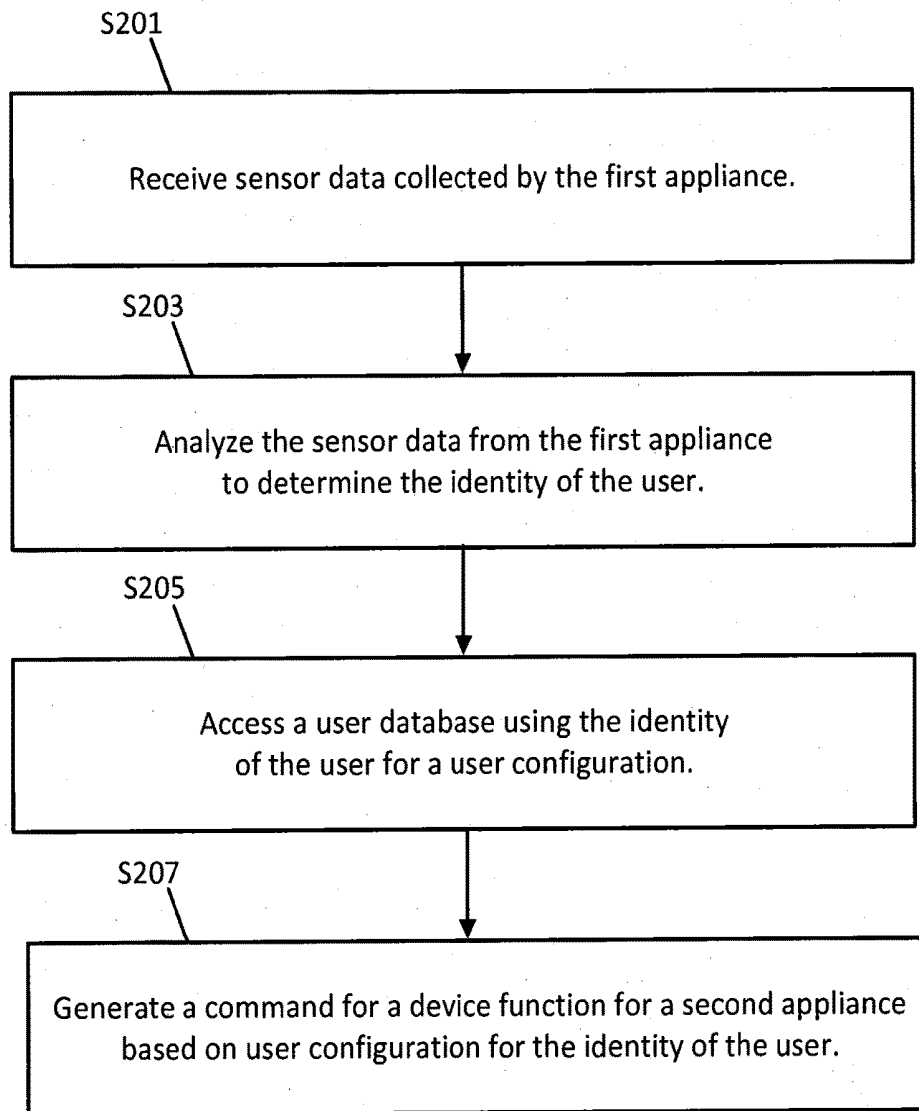 S201
Receive sensor data collected by the first appliance.
S203
Analyze the sensor data from the first appliance
to determine the identity of the user.
S205
Access a user database using the identity
of the user for a user configuration.
S207
Generate a command for a device function for a second appliance
based on user configuration for the identity of the user.